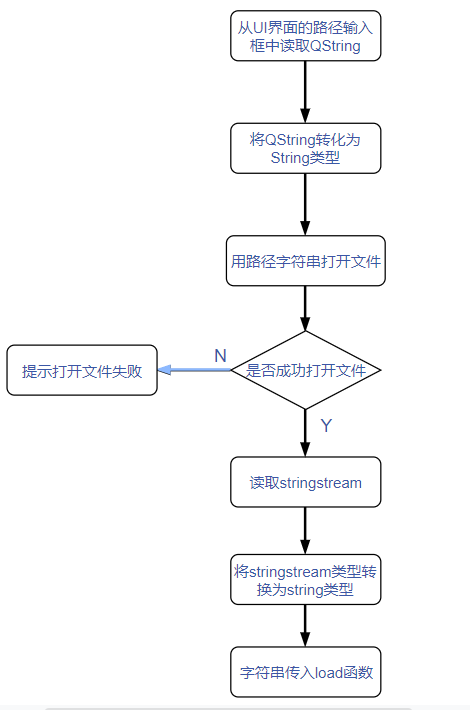 从UI界面的路径输入
框中读取QString
将QString转化为
String类型
用路径字符串打开文件
是否成功打开文件
N
提示打开文件失败
Y
读取stringstream
将stringstream类型转
换为string类型
字符串传入load函数